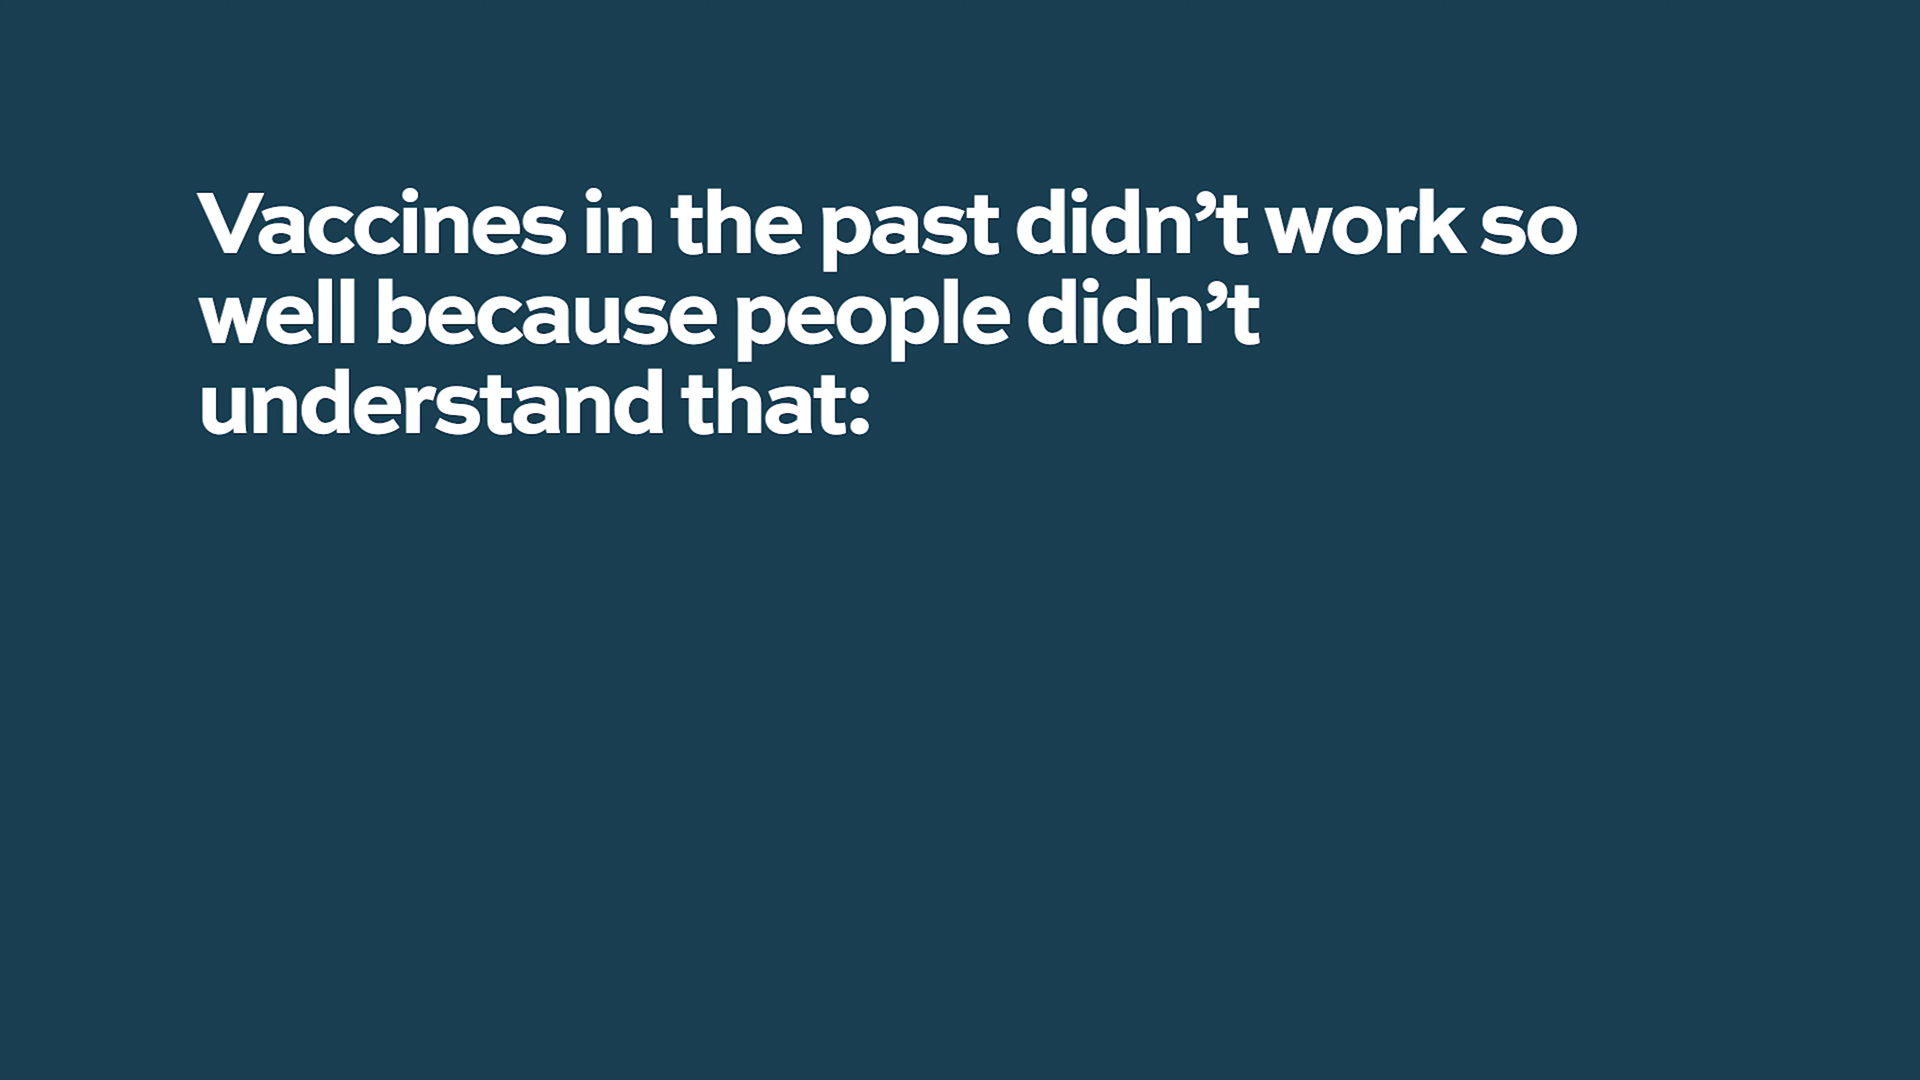 Vaccines in the past didn’t work so
well because people didn’t
understand that: